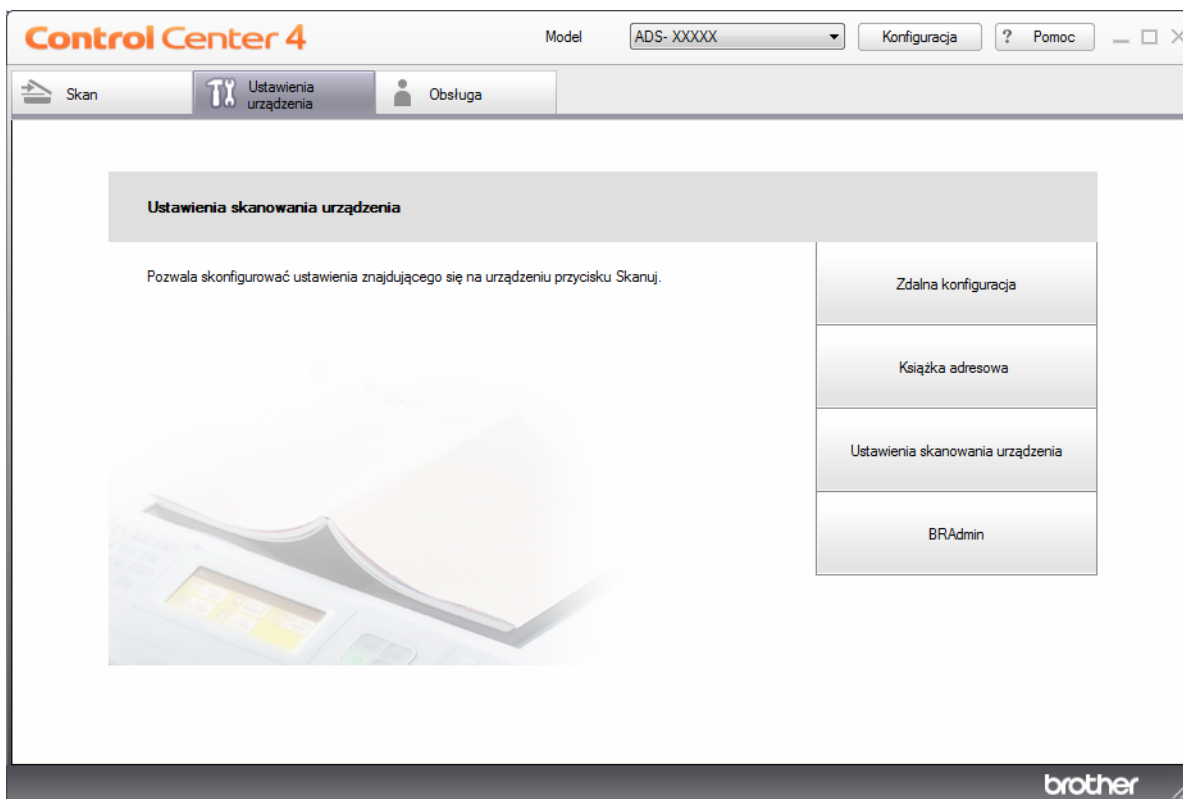 Control Center 4
Model
ADS- XXXXX
Konfiguracja
? Pomoc
Skan
Ustawienia
urządzenia
Obsługa
Ustawienia skanowania urządzenia
Pozwala skonfigurować ustawienia znajdującego się na urządzeniu przycisku Skanuj.
Zdalna konfiguracja
Książka adresowa
Ustawienia skanowania urządzenia
BRAdmin
brother